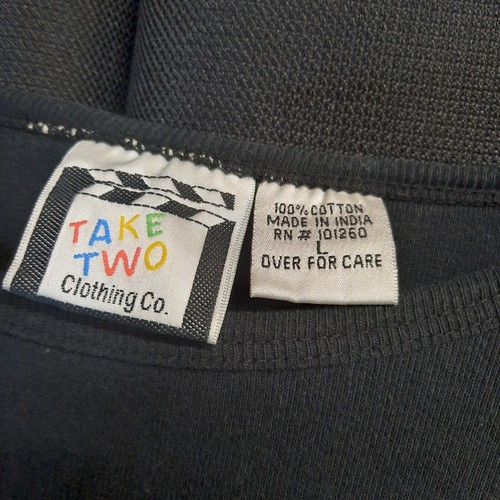 TAKE
TWO
Clothing Co.
100% COTTON
MADE IN INDIA
RN # 101260
L
OVER FOR CARE